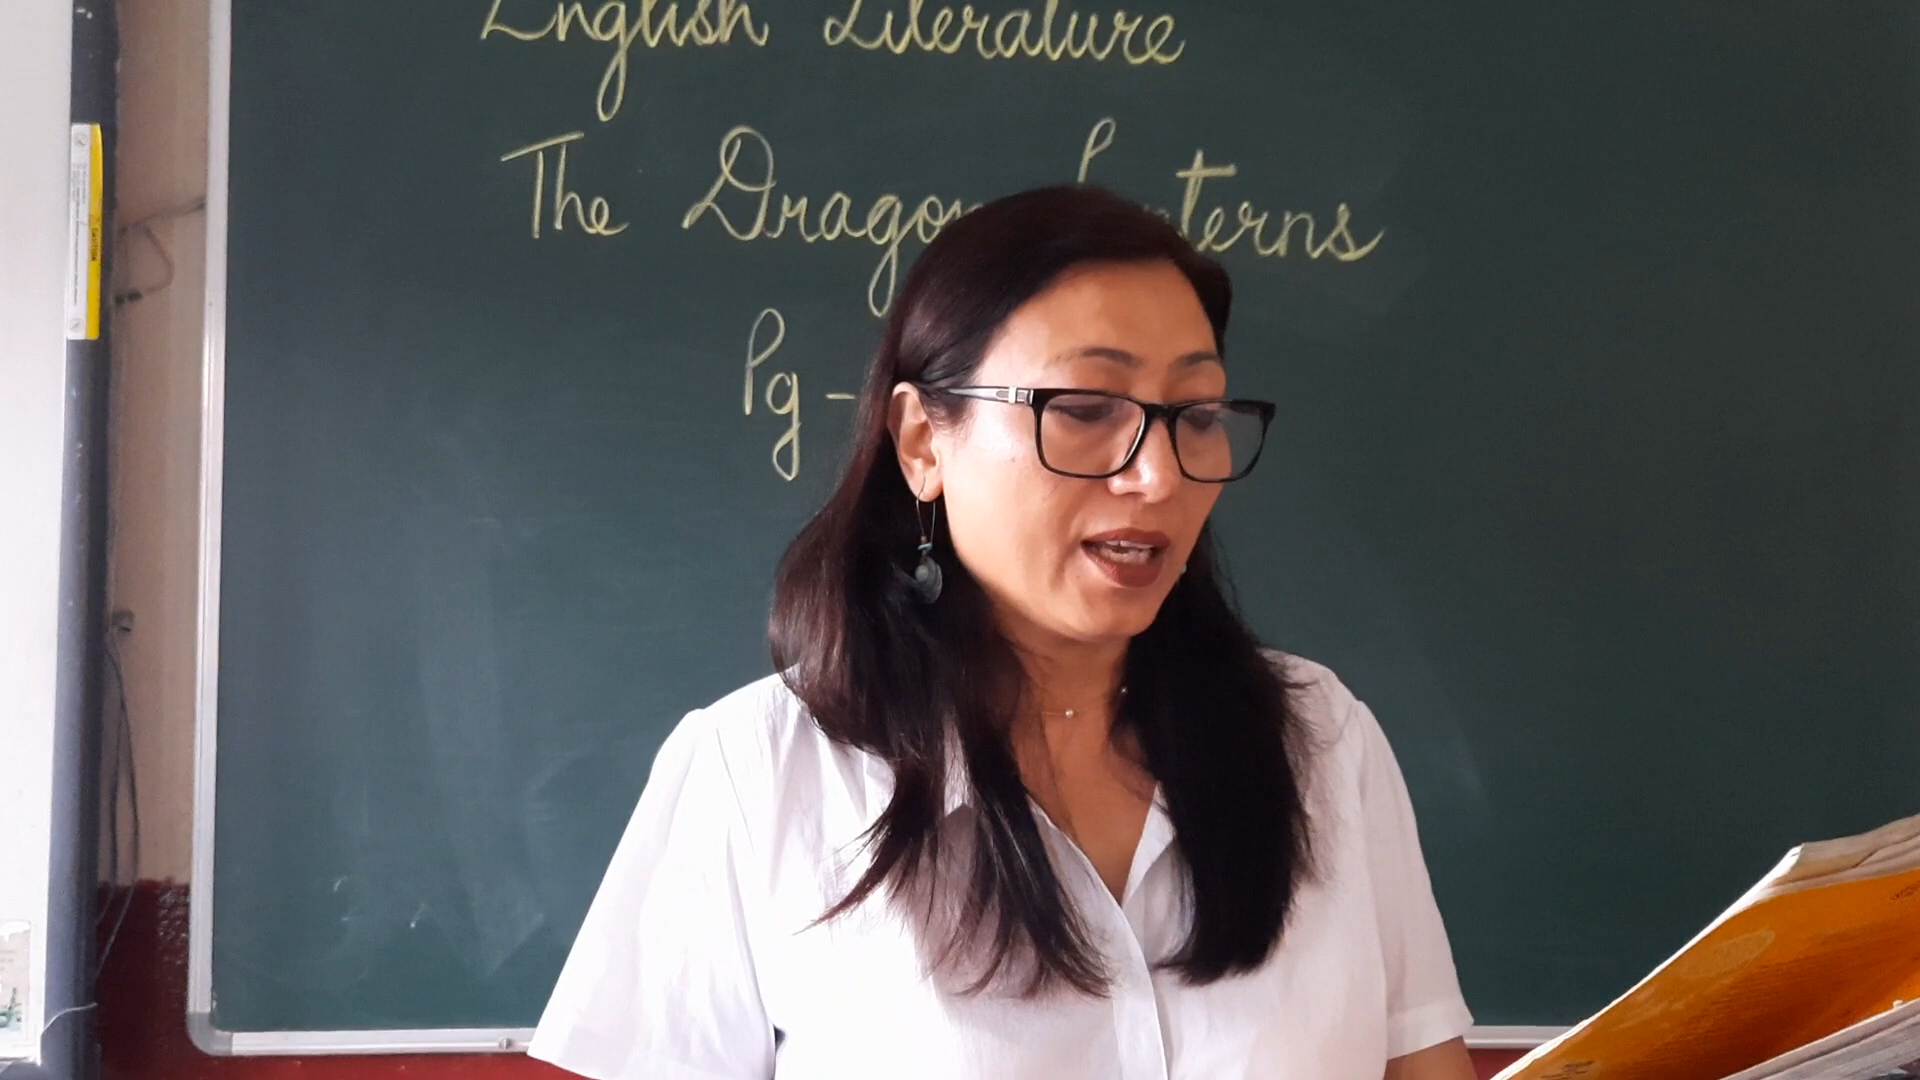 English Literature
The Dragon Lanterns
Pg -